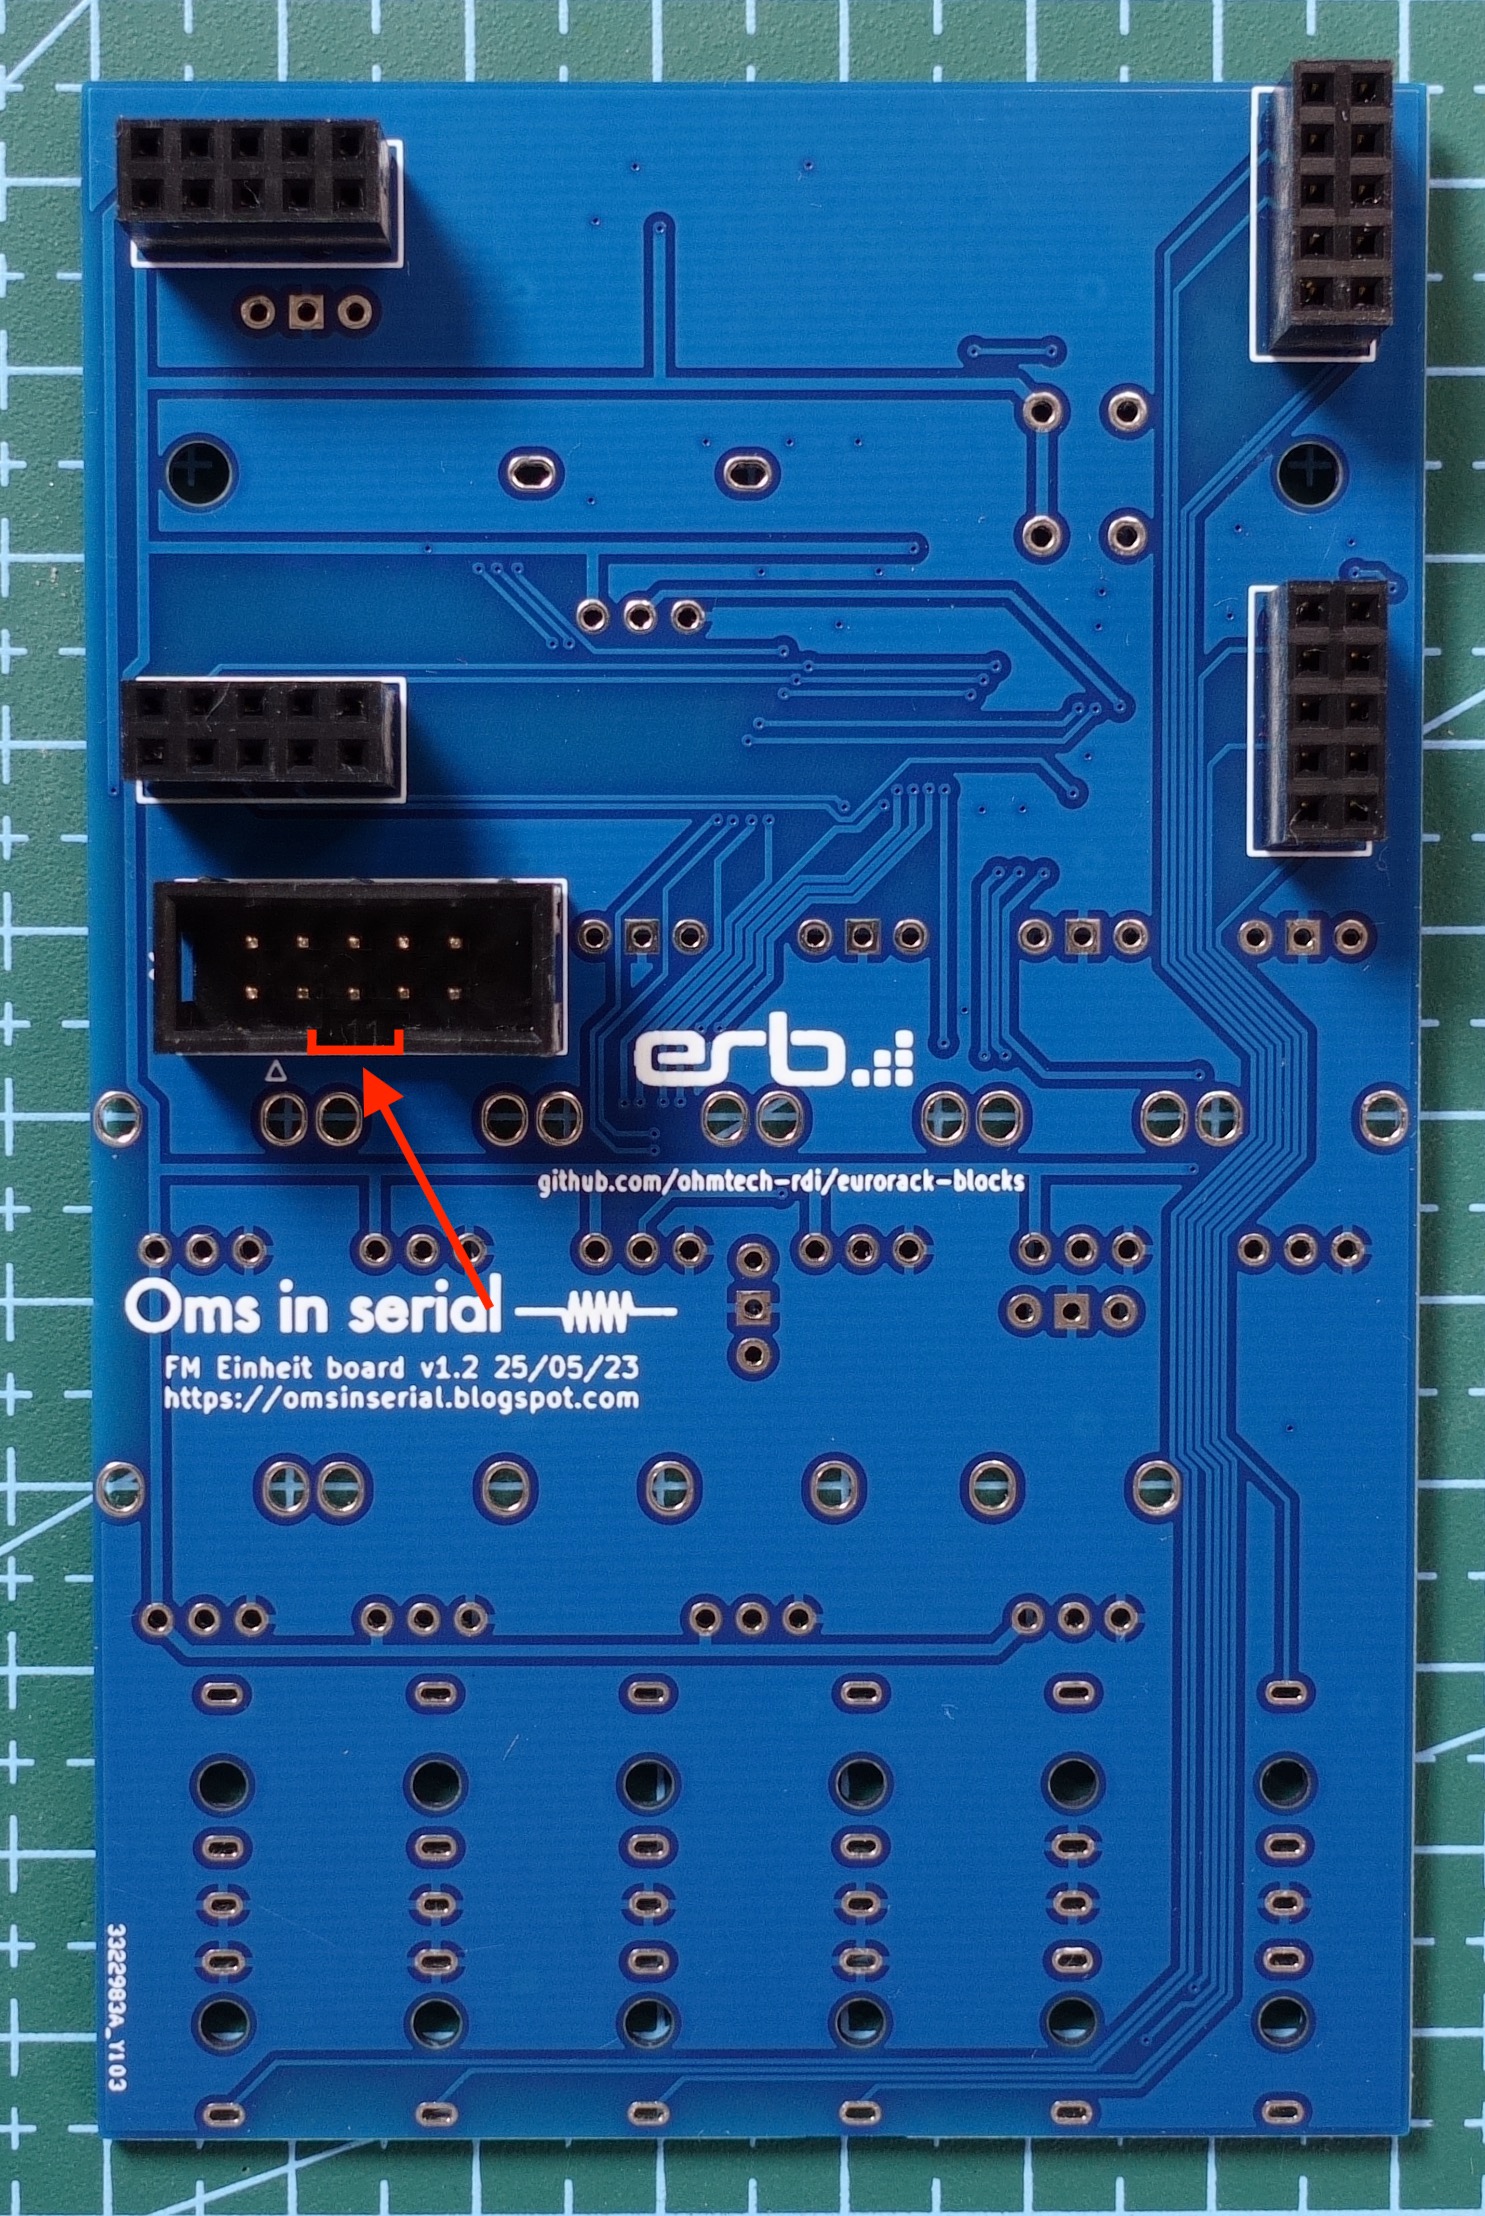 erb
github.com/ohmtech-rdi/eurorack-blocks
Oms in serial
FM Einheit board v1.2 25/05/23
https://omsinserial.blogspot.com
3322983A_Y103